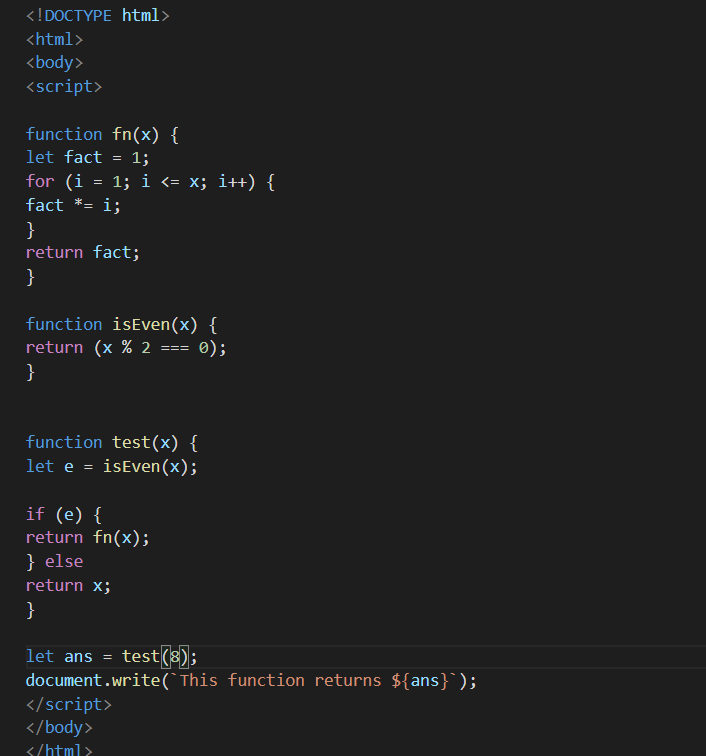 <!DOCTYPE html>
<html>
<body>
<script>
function fn(x) {
let fact = 1;
for (i = 1; i <= x; i++) {
fact *= i;
}
return fact;
}
function isEven(x) {
return (x % 2 === 0);
}
function test(x) {
let e = isEven(x);
if (e) {
return fn(x);
} else
return x;
}
let ans = test(8);
document.write(`This function returns ${ans}`);
</script>
</body>
</html>